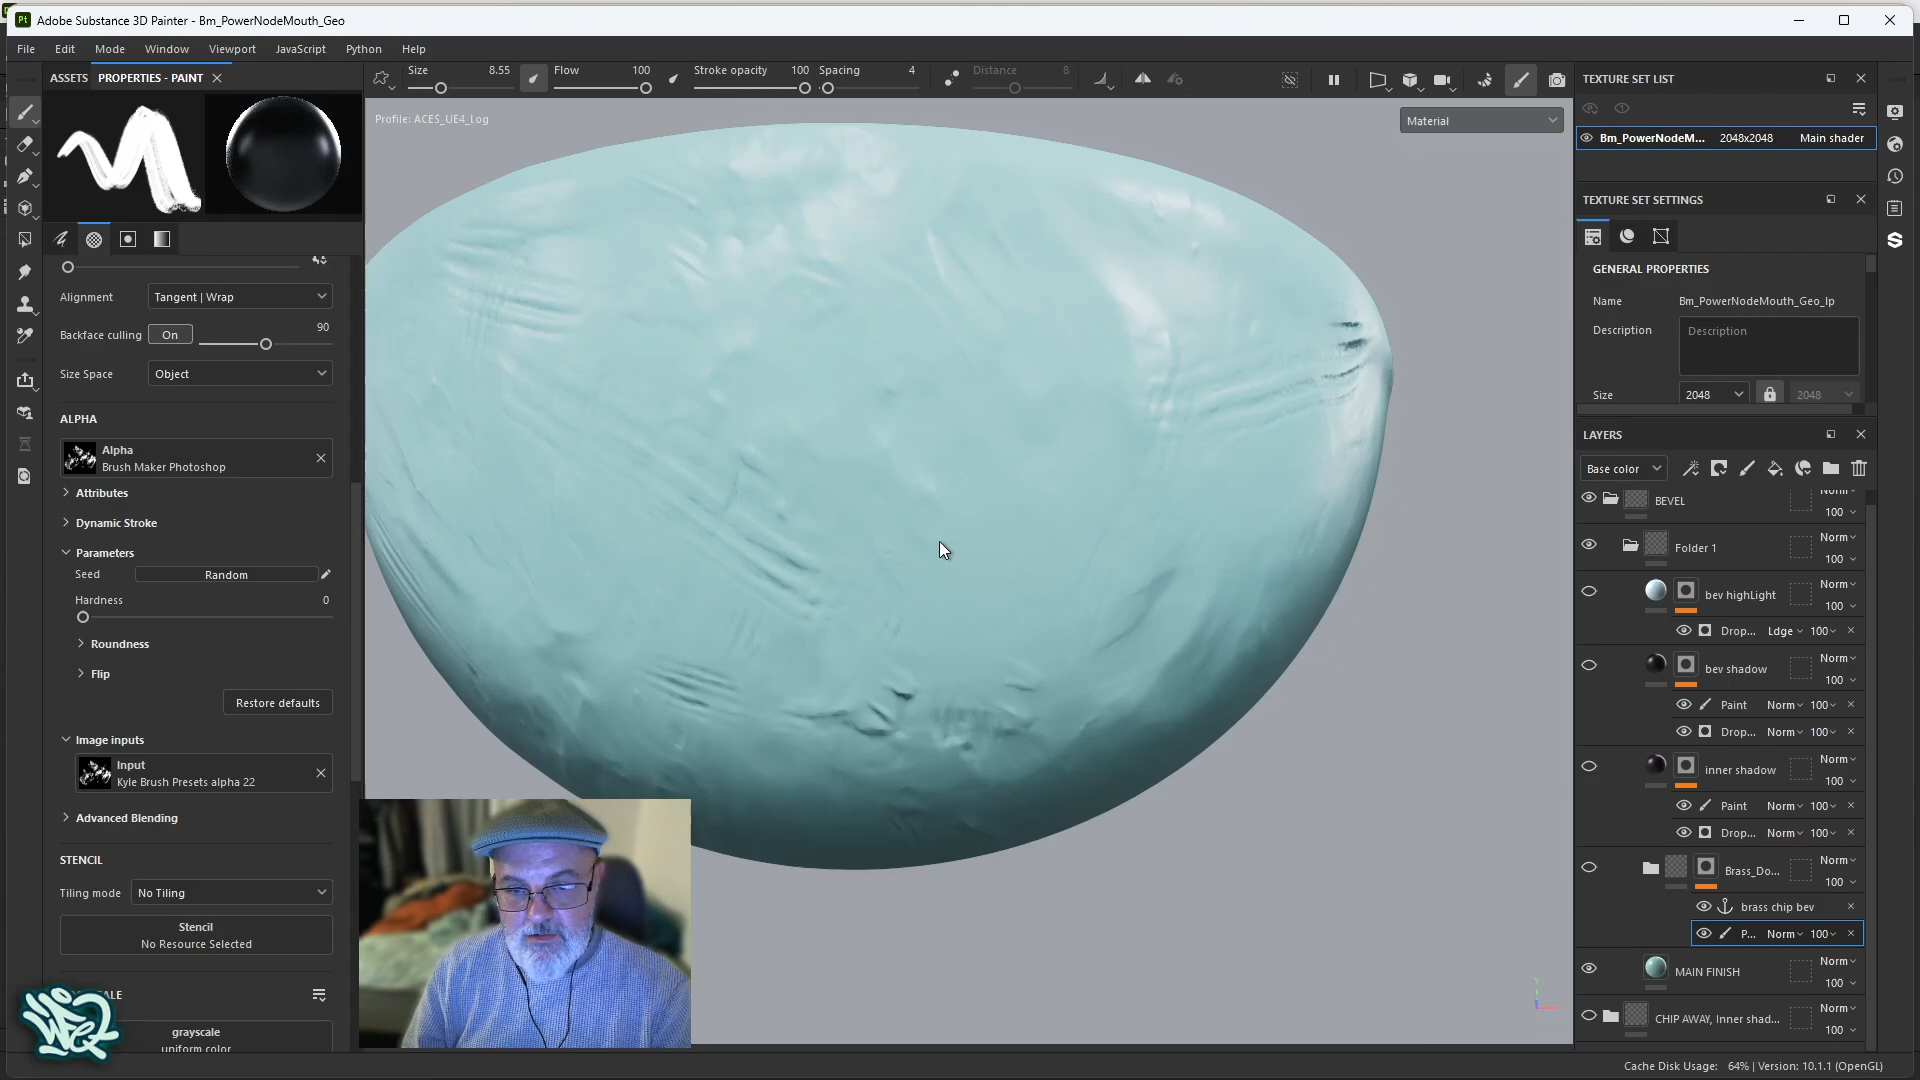 Adobe Substance 3D Painter - Bm_PowerNodeMouth_Geo
File Edit Mode Window Viewport JavaScript Python Help
ASSETS PROPERTIES - PAINT
Size 8.55 Flow 100 Stroke opacity 100 Spacing 4 Distance 8
Profile: ACES_UE4_Log
Material
Alignment Tangent | Wrap
Backface culling On 90
Size Space Object
ALPHA
Alpha
Brush Maker Photoshop
Attributes
Dynamic Stroke
Parameters
Seed Random
Hardness 0
Roundness
Flip
Restore defaults
Image inputs
Input
Kyle Brush Presets alpha 22
Advanced Blending
STENCIL
Tiling mode No Tiling
Stencil
No Resource Selected
grayscale
uniform color
TEXTURE SET LIST
Bm_PowerNodeM... 2048x2048 Main shader
TEXTURE SET SETTINGS
GENERAL PROPERTIES
Name Bm_PowerNodeMouth_Geo_lp
Description Description
Size 2048 2048
LAYERS
Base color
BEVEL Norm 100
Folder 1 Norm 100
bev highLight Norm 100
Drop... Ldge 100
bev shadow Norm 100
Paint Norm 100
Drop... Norm 100
inner shadow Norm 100
Paint Norm 100
Drop... Norm 100
Brass_Do... Norm 100
brass chip bev
P... Norm 100
MAIN FINISH Norm 100
CHIP AWAY, Inner shad... Norm 100
Cache Disk Usage: 64% | Version: 10.1.1 (OpenGL)